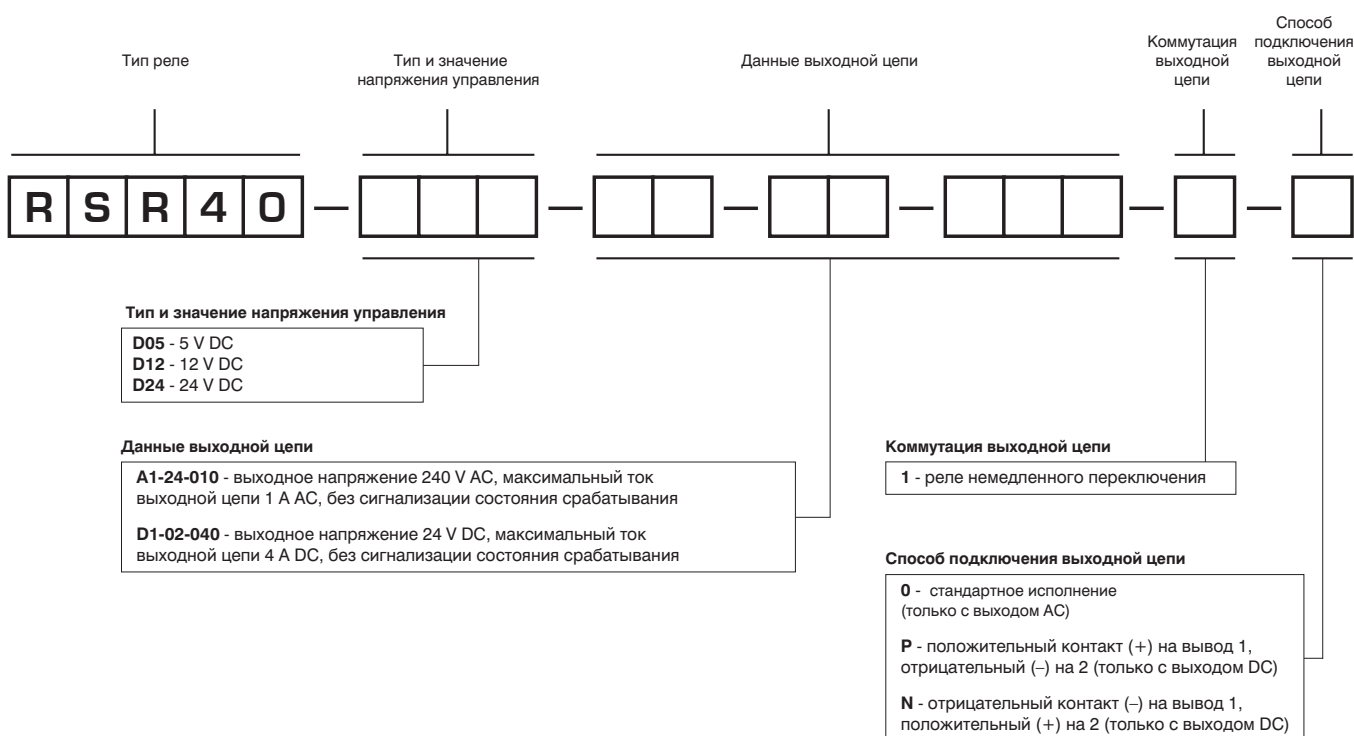 Тип реле
Тип и значение
напряжения управления
Данные выходной цепи
Коммутация
выходной
цепи
Способ
подключения
выходной
цепи
RSR40 — — — — — —
Тип и значение напряжения управления
D05 - 5 V DC
D12 - 12 V DC
D24 - 24 V DC
Данные выходной цепи
A1-24-010 - выходное напряжение 240 V AC, максимальный ток
выходной цепи 1 A AC, без сигнализации состояния срабатывания
D1-02-040 - выходное напряжение 24 V DC, максимальный ток
выходной цепи 4 A DC, без сигнализации состояния срабатывания
Коммутация выходной цепи
1 - реле немедленного переключения
Способ подключения выходной цепи
0 - стандартное исполнение
(только с выходом AC)
P - положительный контакт (+) на вывод 1,
отрицательный (–) на 2 (только с выходом DC)
N - отрицательный контакт (–) на вывод 1,
положительный (+) на 2 (только с выходом DC)